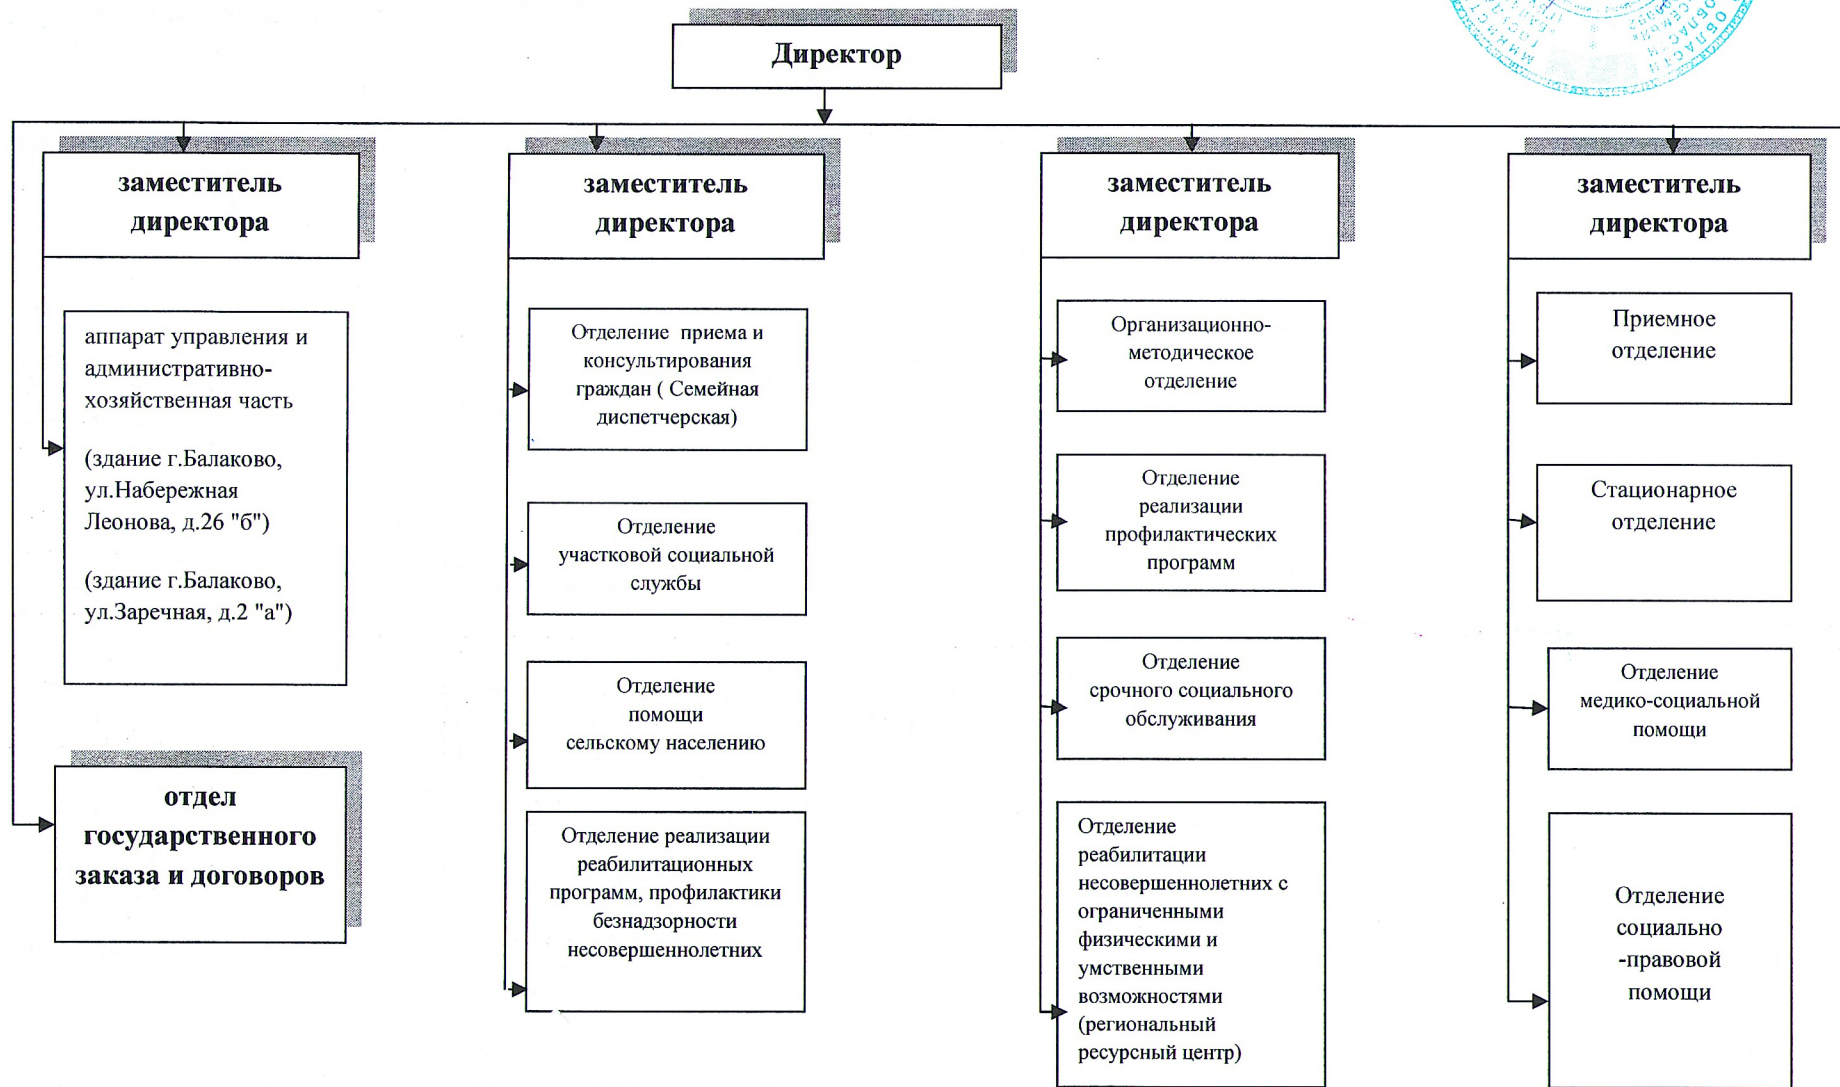 Директор
заместитель
директора
аппарат управления и
административно-
хозяйственная часть
(здание г.Балаково,
ул.Набережная
Леонова, д.26 "б")
(здание г.Балаково,
ул.Заречная, д.2 "а")
отдел
государственного
заказа и договоров
заместитель
директора
Отделение приема и
консультирования
граждан ( Семейная
диспетчерская)
Отделение
участковой социальной
службы
Отделение
помощи
сельскому населению
Отделение реализации
реабилитационных
программ, профилактики
безнадзорности
несовершеннолетних
заместитель
директора
Организационно-
методическое
отделение
Отделение
реализации
профилактических
программ
Отделение
срочного социального
обслуживания
Отделение
реабилитации
несовершеннолетних с
ограниченными
физическими и
умственными
возможностями
(региональный
ресурсный центр)
заместитель
директора
Приемное
отделение
Стационарное
отделение
Отделение
медико-социальной
помощи
Отделение
социально
-правовой
помощи